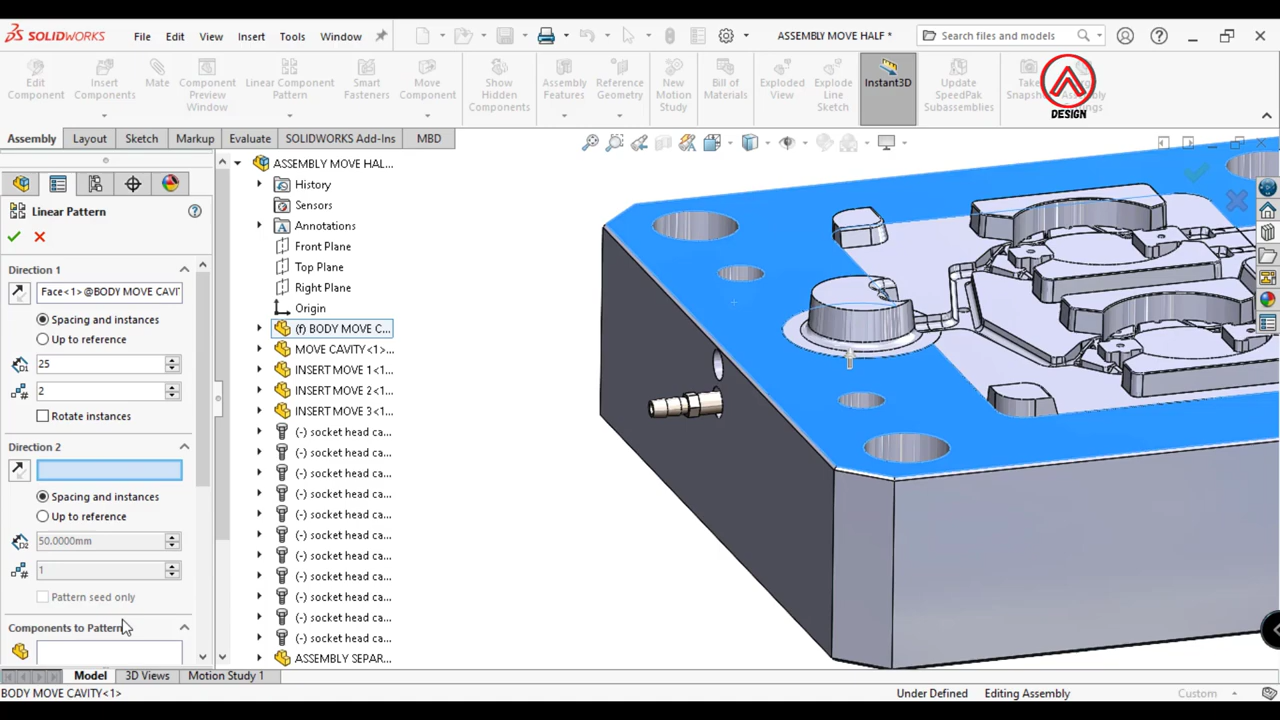 SOLIDWORKS File Edit View Insert Tools Window ASSEMBLY MOVE HALF * Search files and models
Edit Component
Insert Components
Mate
Component Preview Window
Linear Component Pattern
Smart Fasteners
Move Component
Show Hidden Components
Assembly Features
Reference Geometry
New Motion Study
Bill of Materials
Exploded View
Explode Line Sketch
Instant3D
Update SpeedPak Subassemblies
DESIGN
Assembly Layout Sketch Markup Evaluate SOLIDWORKS Add-Ins MBD
Linear Pattern
Direction 1
Face<1>@BODY MOVE CAVIT
Spacing and instances
Up to reference
25
2
Rotate instances
Direction 2
Spacing and instances
Up to reference
50.0000mm
1
Pattern seed only
Components to Pattern
ASSEMBLY MOVE HAL...
History
Sensors
Annotations
Front Plane
Top Plane
Right Plane
Origin
(f) BODY MOVE C...
MOVE CAVITY<1>...
INSERT MOVE 1<1...
INSERT MOVE 2<1...
INSERT MOVE 3<1...
(-) socket head ca...
(-) socket head ca...
(-) socket head ca...
(-) socket head ca...
(-) socket head ca...
(-) socket head ca...
(-) socket head ca...
(-) socket head ca...
(-) socket head ca...
(-) socket head ca...
(-) socket head ca...
ASSEMBLY SEPAR...
Model 3D Views Motion Study 1
BODY MOVE CAVITY<1> Under Defined Editing Assembly Custom